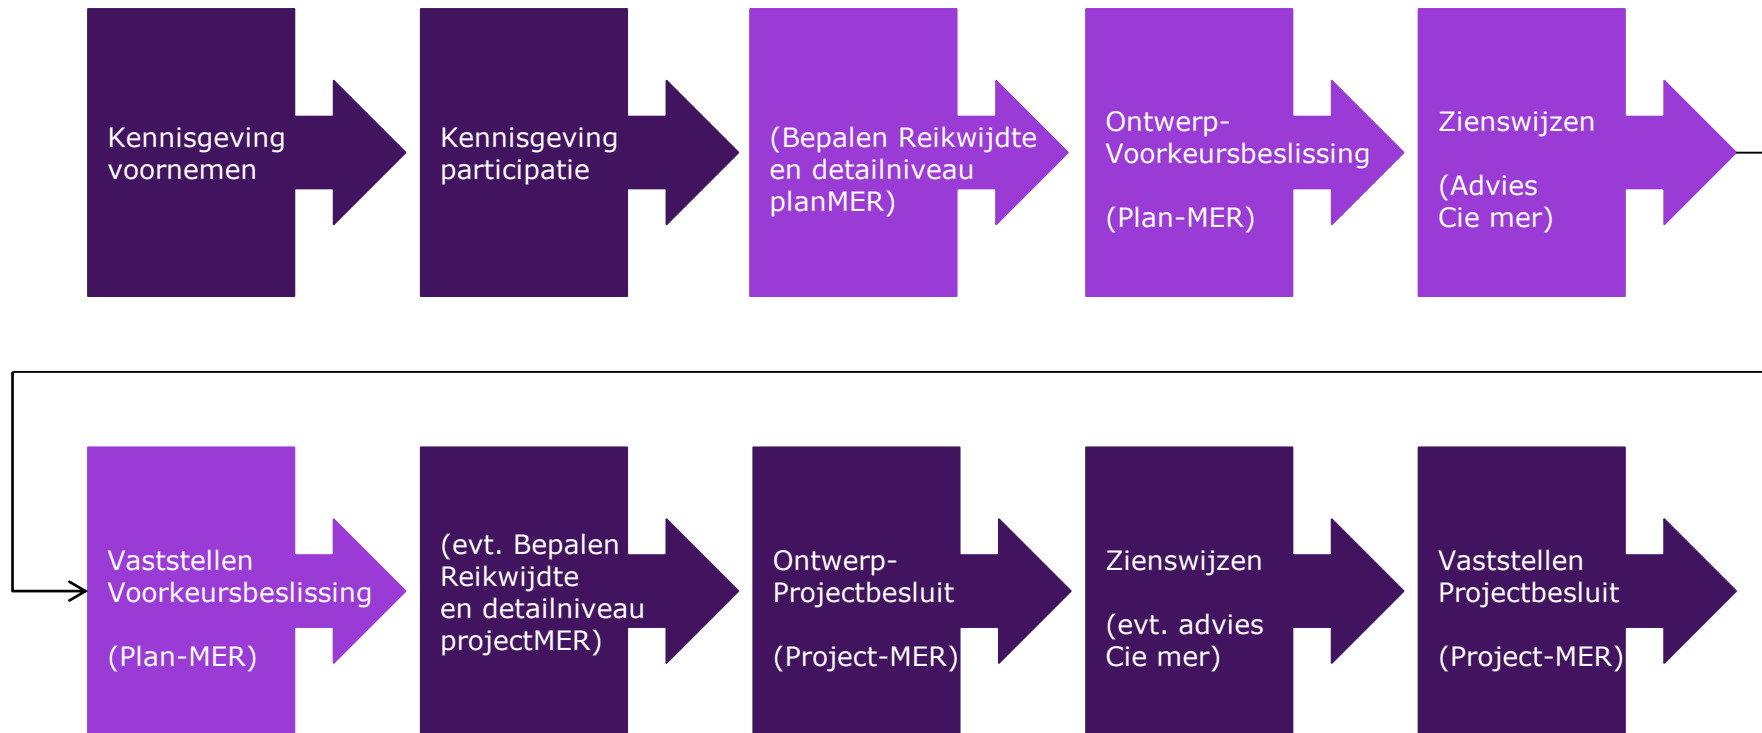 Kennisgeving
voornemen
Kennisgeving
participatie
(Bepalen Reikwijdte
en detailniveau
planMER)
Ontwerp-
Voorkeursbeslissing
(Plan-MER)
Zienswijzen
(Advies
Cie mer)
Vaststellen
Voorkeursbeslissing
(Plan-MER)
(evt. Bepalen
Reikwijdte
en detailniveau
projectMER)
Ontwerp-
Projectbesluit
(Project-MER)
Zienswijzen
(evt. advies
Cie mer)
Vaststellen
Projectbesluit
(Project-MER)